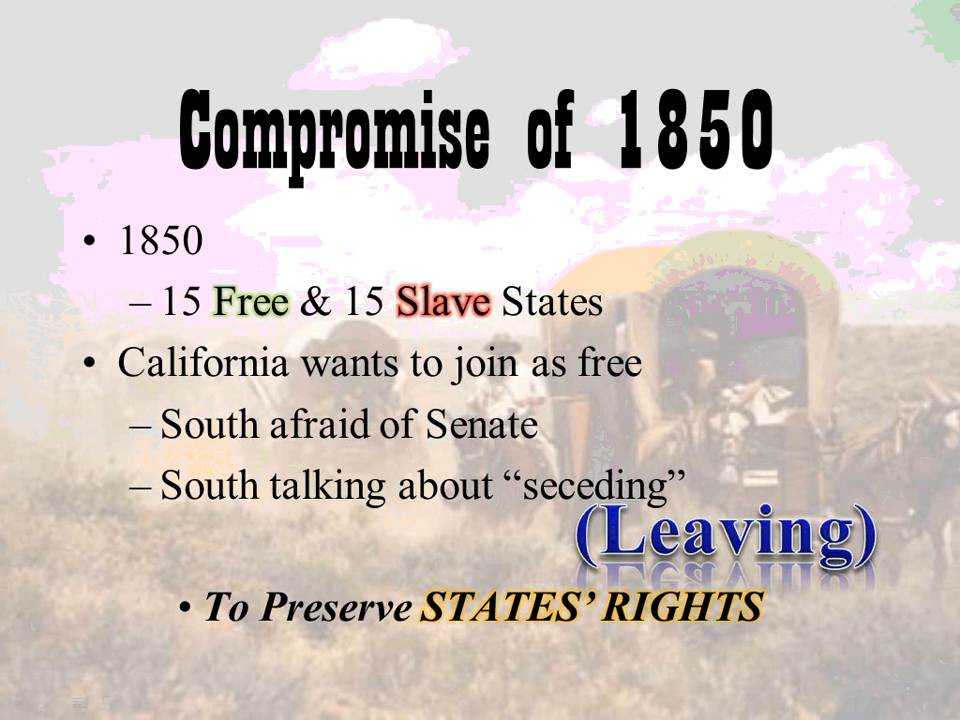 Compromise of 1850
• 1850
–15 Free & 15 Slave States
• California wants to join as free
–South afraid of Senate
–South talking about “seceding”
(Leaving)
• To Preserve STATES’ RIGHTS